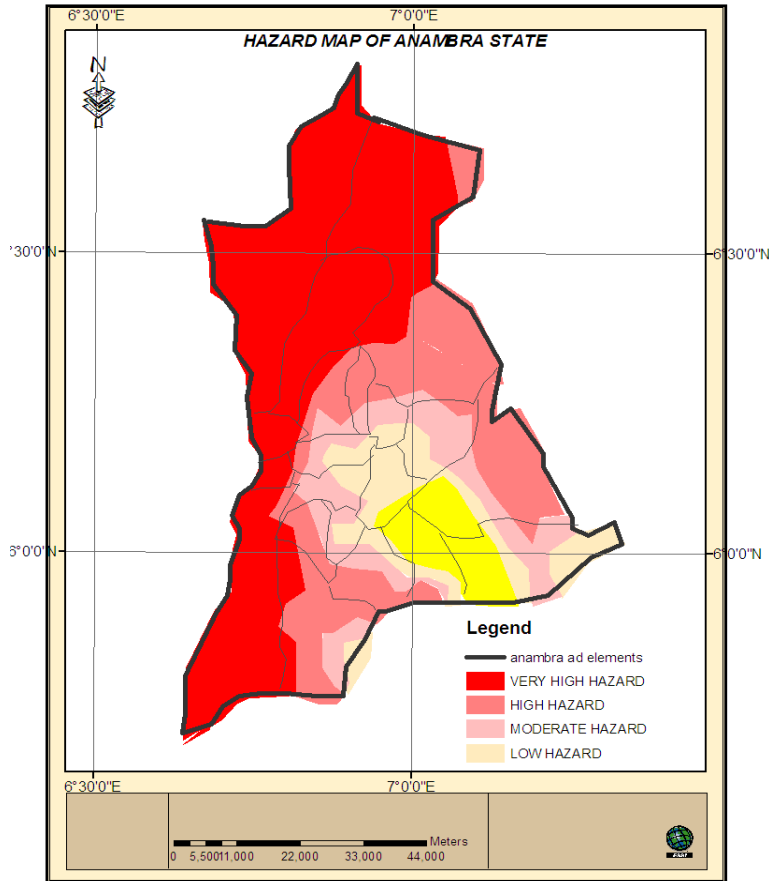 6°30'0"E 7°0'0"E
HAZARD MAP OF ANAMBRA STATE
N
°30'0"N 6°30'0"N
6°0'0"N 6°0'0"N
Legend
anambra ad elements
VERY HIGH HAZARD
HIGH HAZARD
MODERATE HAZARD
LOW HAZARD
6°30'0"E 7°0'0"E
Meters
0 5,500 11,000 22,000 33,000 44,000
ESRI